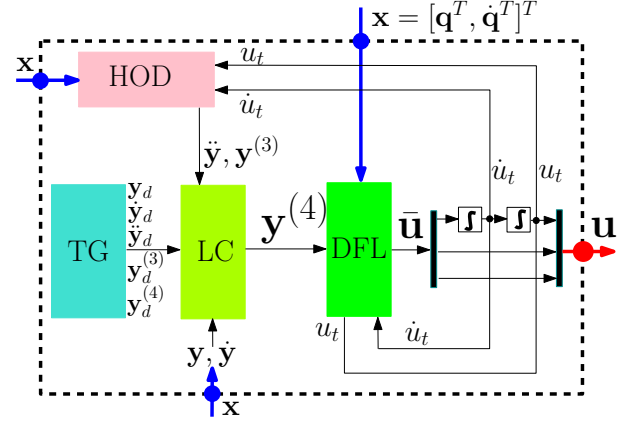 𝐱 = [𝐪^T, 𝐪̇^T]^T
𝐱
HOD
u_t
u̇_t
𝐲̈, 𝐲^(3)
u̇_t
u_t
TG
𝐲_d
𝐲̇_d
𝐲̈_d
𝐲_d^(3)
𝐲_d^(4)
LC
𝐲^(4)
DFL
𝐮̄
∫
∫
𝐮
u_t
u̇_t
𝐲, 𝐲̇
𝐱